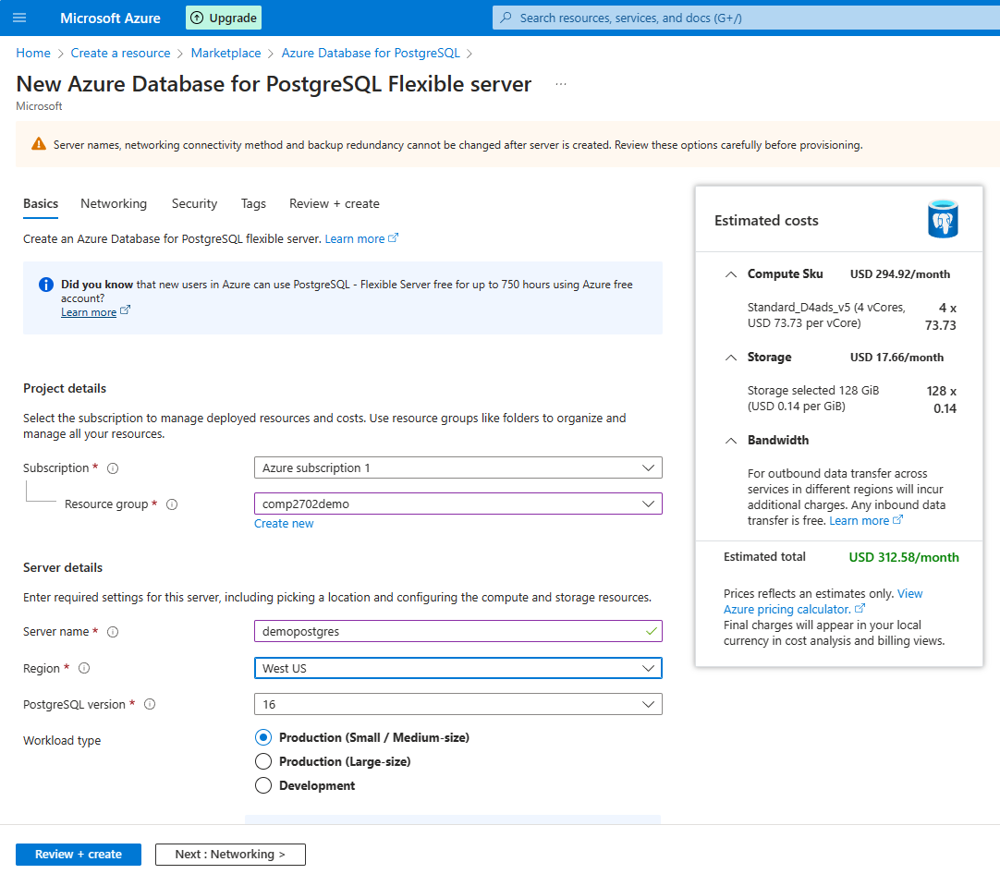 Microsoft Azure
Upgrade
Search resources, services, and docs (G+/)
Home > Create a resource > Marketplace > Azure Database for PostgreSQL >
New Azure Database for PostgreSQL Flexible server ...
Microsoft
Server names, networking connectivity method and backup redundancy cannot be changed after server is created. Review these options carefully before provisioning.
Basics Networking Security Tags Review + create
Create an Azure Database for PostgreSQL flexible server. Learn more
Did you know that new users in Azure can use PostgreSQL - Flexible Server free for up to 750 hours using Azure free
account?
Learn more
Project details
Select the subscription to manage deployed resources and costs. Use resource groups like folders to organize and
manage all your resources.
Subscription *
Azure subscription 1
Resource group *
comp2702demo
Create new
Server details
Enter required settings for this server, including picking a location and configuring the compute and storage resources.
Server name *
demopostgres
Region *
West US
PostgreSQL version *
16
Workload type
Production (Small / Medium-size)
Production (Large-size)
Development
Review + create
Next : Networking >
Estimated costs
Compute Sku USD 294.92/month
Standard_D4ads_v5 (4 vCores, 4 x
USD 73.73 per vCore) 73.73
Storage USD 17.66/month
Storage selected 128 GiB 128 x
(USD 0.14 per GiB) 0.14
Bandwidth
For outbound data transfer across
services in different regions will incur
additional charges. Any inbound data
transfer is free. Learn more
Estimated total USD 312.58/month
Prices reflects an estimates only. View
Azure pricing calculator.
Final charges will appear in your local
currency in cost analysis and billing views.